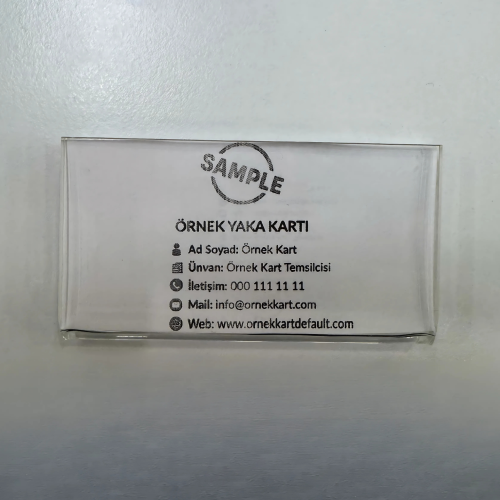 SAMPLE
ÖRNEK YAKA KARTI
Ad Soyad: Örnek Kart
Ünvan: Örnek Kart Temsilcisi
İletişim: 000 111 11 11
Mail: info@ornekkart.com
Web: www.ornekkartdefault.com